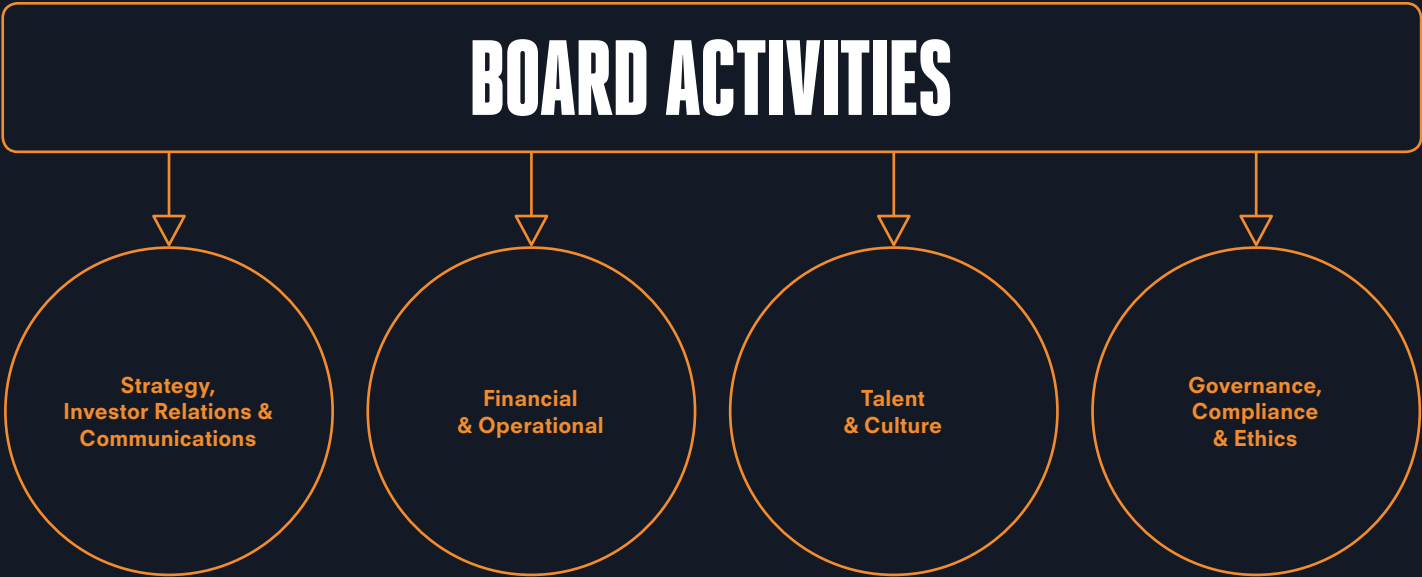 BOARD ACTIVITIES
Strategy,
Investor Relations &
Communications
Financial
& Operational
Talent
& Culture
Governance,
Compliance
& Ethics